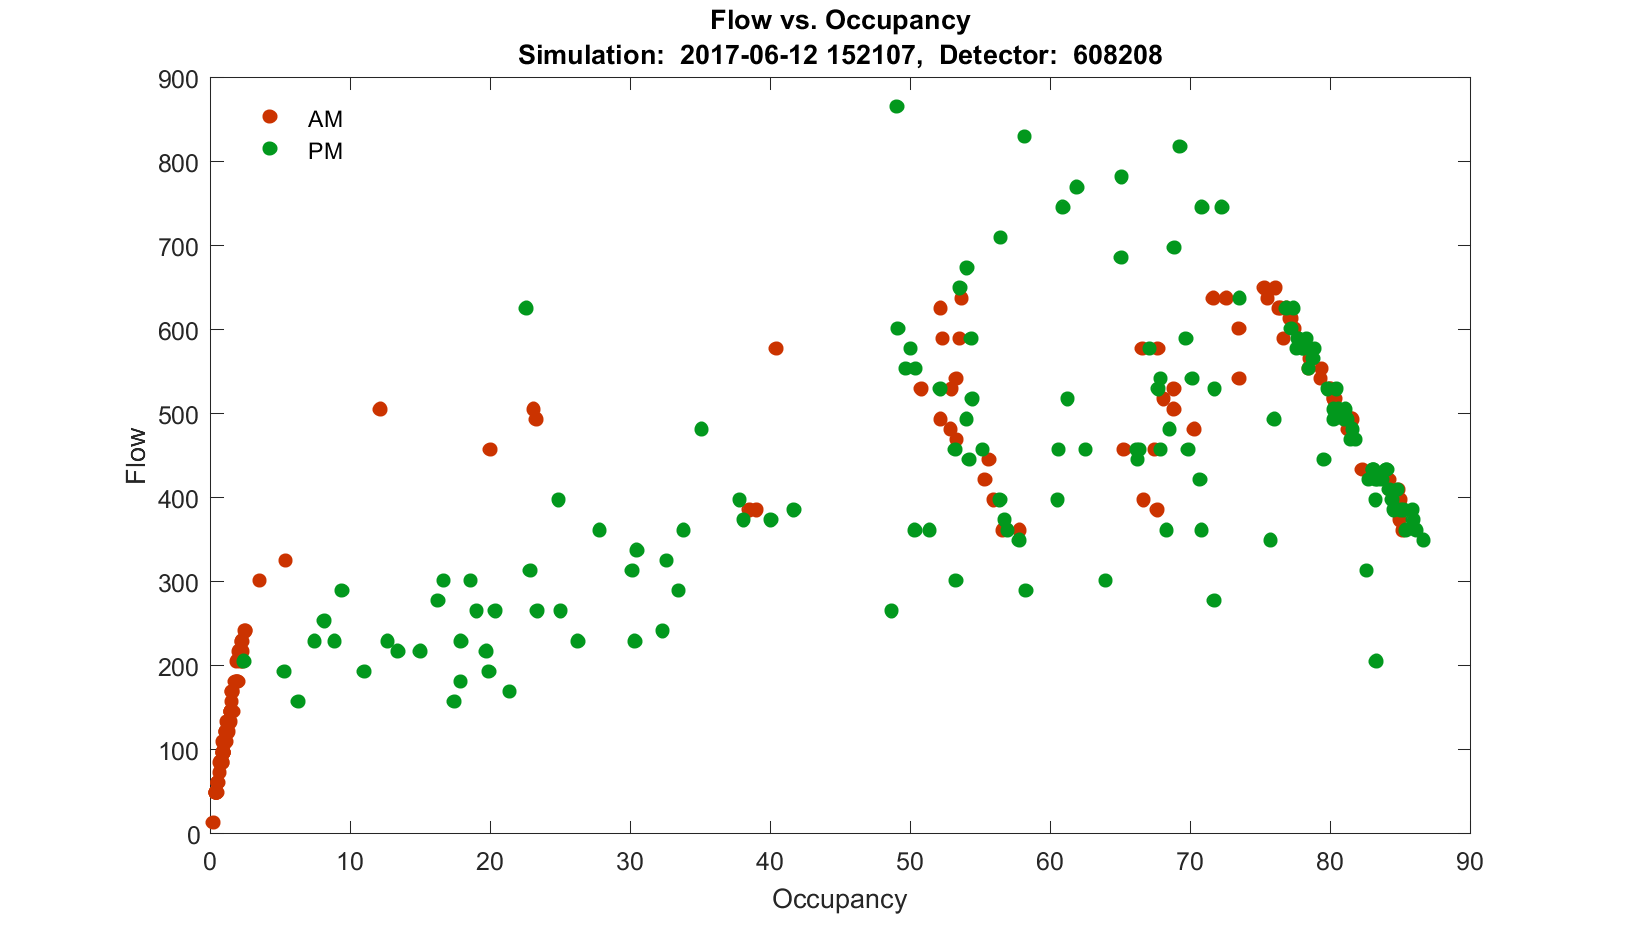 Flow vs. Occupancy
Simulation:  2017-06-12 152107,  Detector:  608208
900
800
700
600
500
400
300
200
100
0
Flow
AM
PM
0 10 20 30 40 50 60 70 80 90
Occupancy